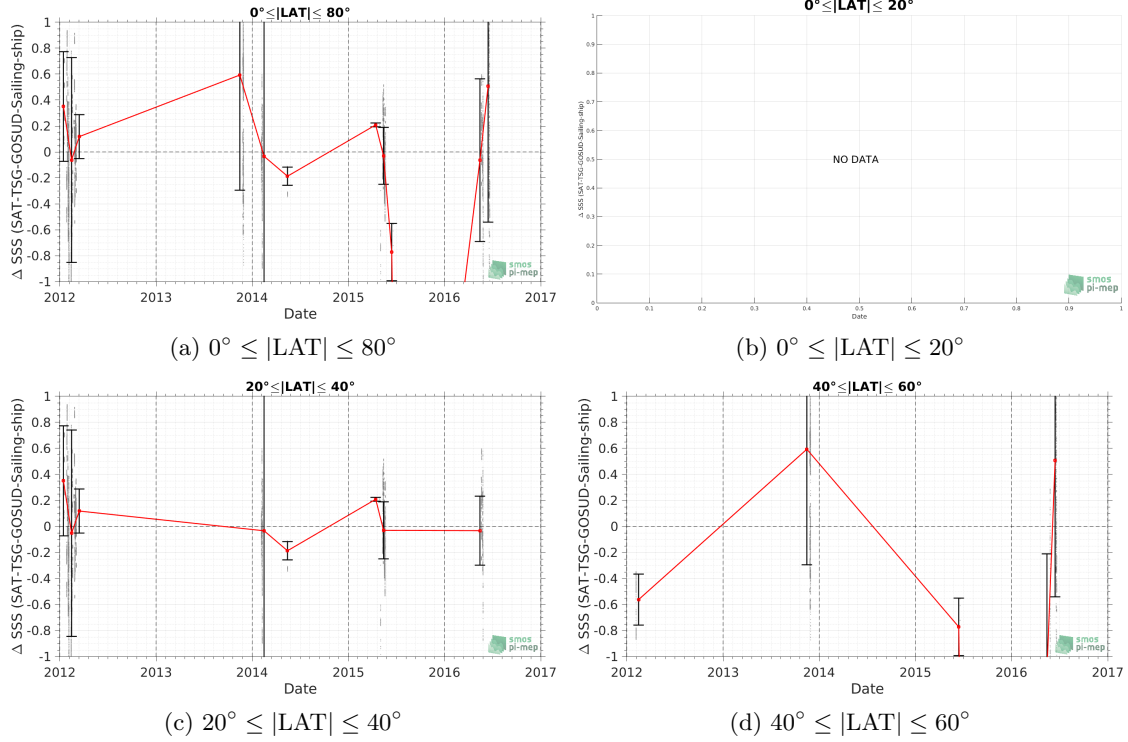 0°≤|LAT|≤ 80°
Δ SSS (SAT-TSG-GOSUD-Sailing-ship)
1
0.8
0.6
0.4
0.2
0
-0.2
-0.4
-0.6
-0.8
-1
2012 2013 2014 2015 2016 2017
Date
smos
pi-mep
(a) 0° ≤ |LAT| ≤ 80°
0°≤|LAT|≤ 20°
Δ SSS (SAT-TSG-GOSUD-Sailing-ship)
1
0.9
0.8
0.7
0.6
0.5
0.4
0.3
0.2
0.1
0
NO DATA
0 0.1 0.2 0.3 0.4 0.5 0.6 0.7 0.8 0.9 1
Date
smos
pi-mep
(b) 0° ≤ |LAT| ≤ 20°
20°≤|LAT|≤ 40°
Δ SSS (SAT-TSG-GOSUD-Sailing-ship)
1
0.8
0.6
0.4
0.2
0
-0.2
-0.4
-0.6
-0.8
-1
2012 2013 2014 2015 2016 2017
Date
smos
pi-mep
(c) 20° ≤ |LAT| ≤ 40°
40°≤|LAT|≤ 60°
Δ SSS (SAT-TSG-GOSUD-Sailing-ship)
1
0.8
0.6
0.4
0.2
0
-0.2
-0.4
-0.6
-0.8
-1
2012 2013 2014 2015 2016 2017
Date
smos
pi-mep
(d) 40° ≤ |LAT| ≤ 60°